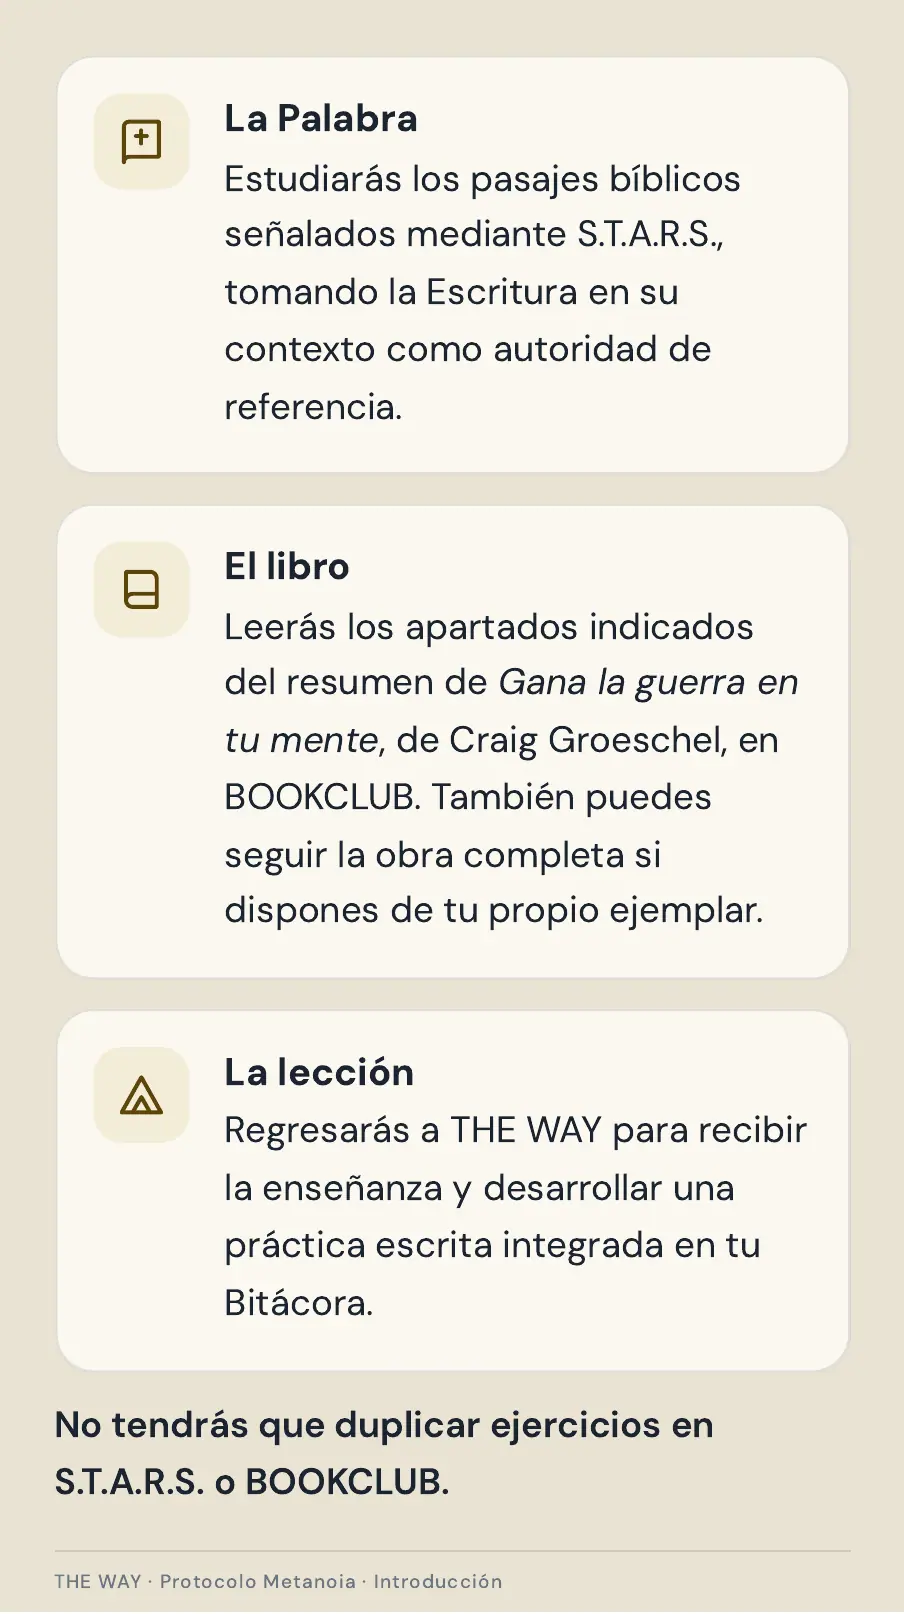 La Palabra
Estudiarás los pasajes bíblicos
señalados mediante S.T.A.R.S.,
tomando la Escritura en su
contexto como autoridad de
referencia.
El libro
Leerás los apartados indicados
del resumen de Gana la guerra en
tu mente, de Craig Groeschel, en
BOOKCLUB. También puedes
seguir la obra completa si
dispones de tu propio ejemplar.
La lección
Regresarás a THE WAY para recibir
la enseñanza y desarrollar una
práctica escrita integrada en tu
Bitácora.
No tendrás que duplicar ejercicios en
S.T.A.R.S. o BOOKCLUB.
THE WAY · Protocolo Metanoia · Introducción